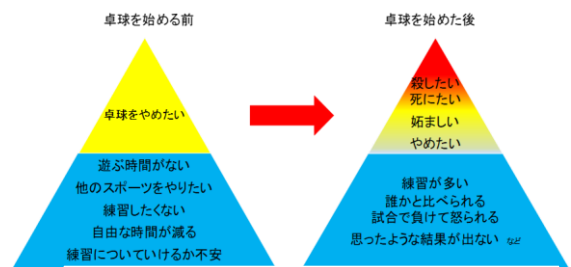 卓球を始める前
卓球をやめたい
遊ぶ時間がない
他のスポーツをやりたい
練習したくない
自由な時間が減る
練習についていけるか不安
卓球を始めた後
殺したい
死にたい
妬ましい
やめたい
練習が多い
誰かと比べられる
試合で負けて怒られる
思ったような結果が出ない など